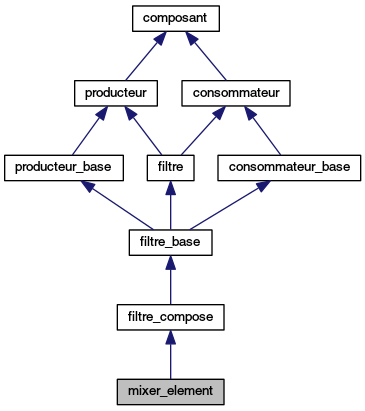 composant
producteur
consommateur
producteur_base
filtre
consommateur_base
filtre_base
filtre_compose
mixer_element